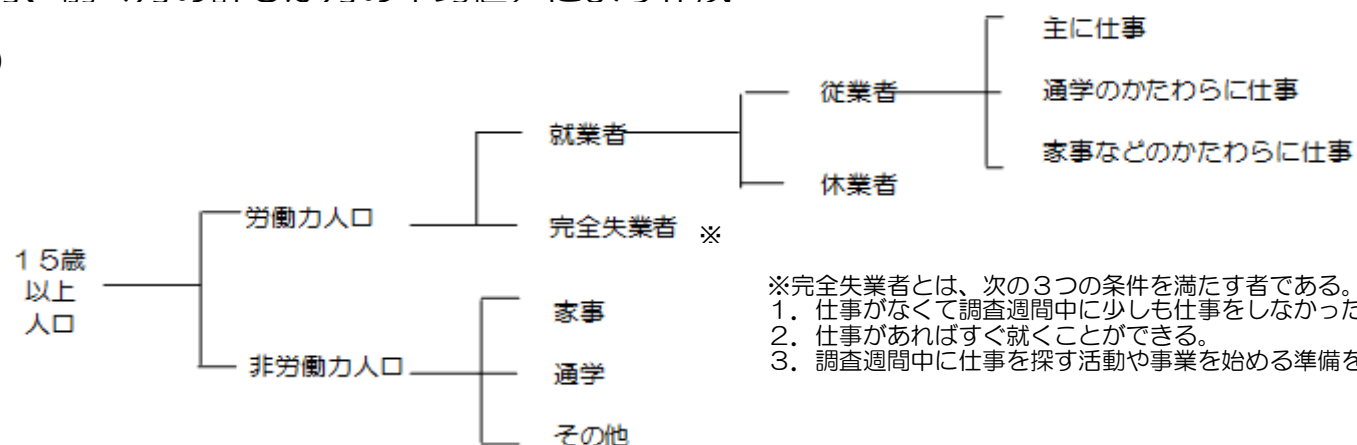 主に仕事
従業者
通学のかたわらに仕事
就業者
家事などのかたわらに仕事
休業者
労働力人口
完全失業者 ※
15歳
以上
人口
※完全失業者とは、次の3つの条件を満たす者である。
1.仕事がなくて調査週間中に少しも仕事をしなかった
2.仕事があればすぐ就くことができる。
3.調査週間中に仕事を探す活動や事業を始める準備を
家事
非労働力人口
通学
その他